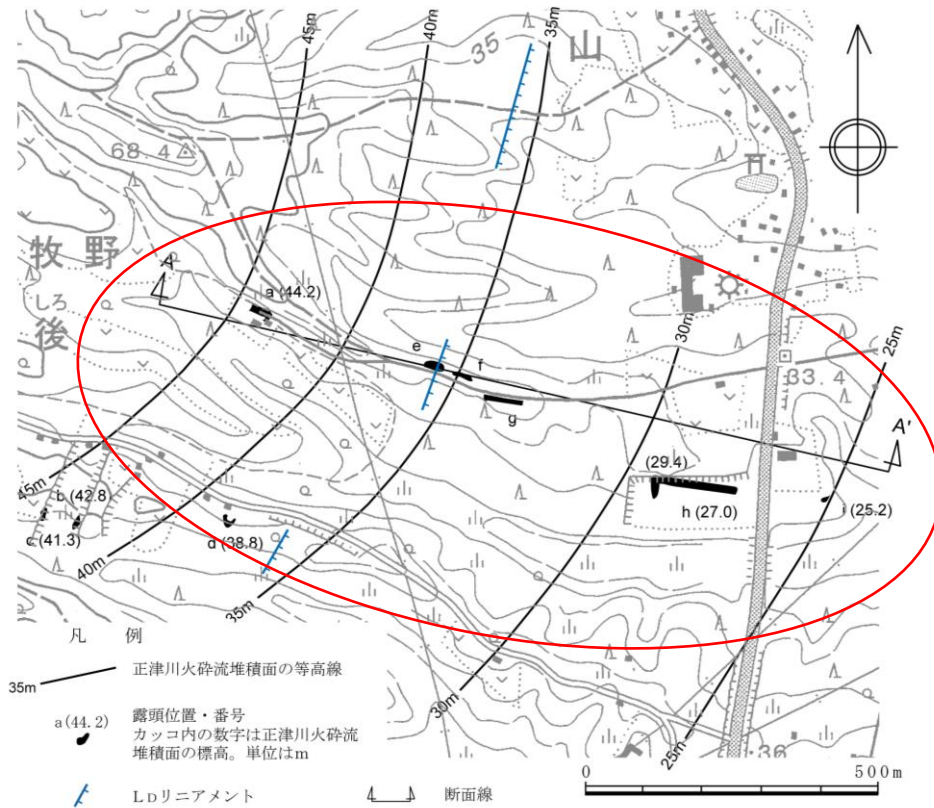 45m
40m
35m
35
山
68.4
牧野
しろ
後
A
a (44.2)
e
f
g
30m
25m
33.4
A'
(29.4)
h (27.0)
i (25.2)
45m
b (42.8
c (41.3)
d (38.8)
40m
35m
30m
25m
36
凡 例
35m
正津川火砕流堆積面の等高線
a(44.2)
露頭位置・番号
カッコ内の数字は正津川火砕流
堆積面の標高。単位はm
LDリニアメント
断面線
0 500m